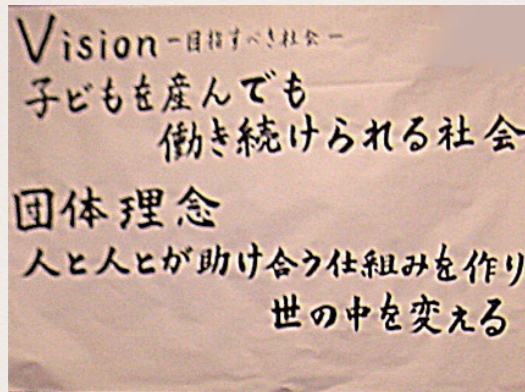 Vision －目指すべき社会－
子どもを産んでも
働き続けられる社会
団体理念
人と人とが助け合う仕組みを作り
世の中を変える